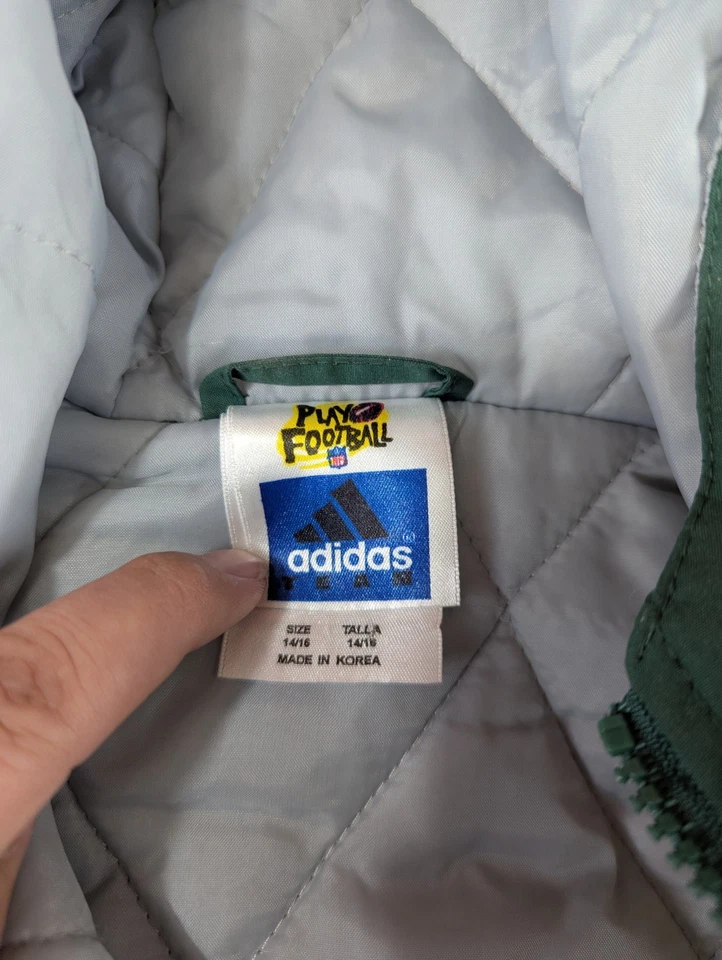 PLAY
FOOTBALL
NFL
adidas®
TEAM
SIZE TALLA
14/16 14/16
MADE IN KOREA